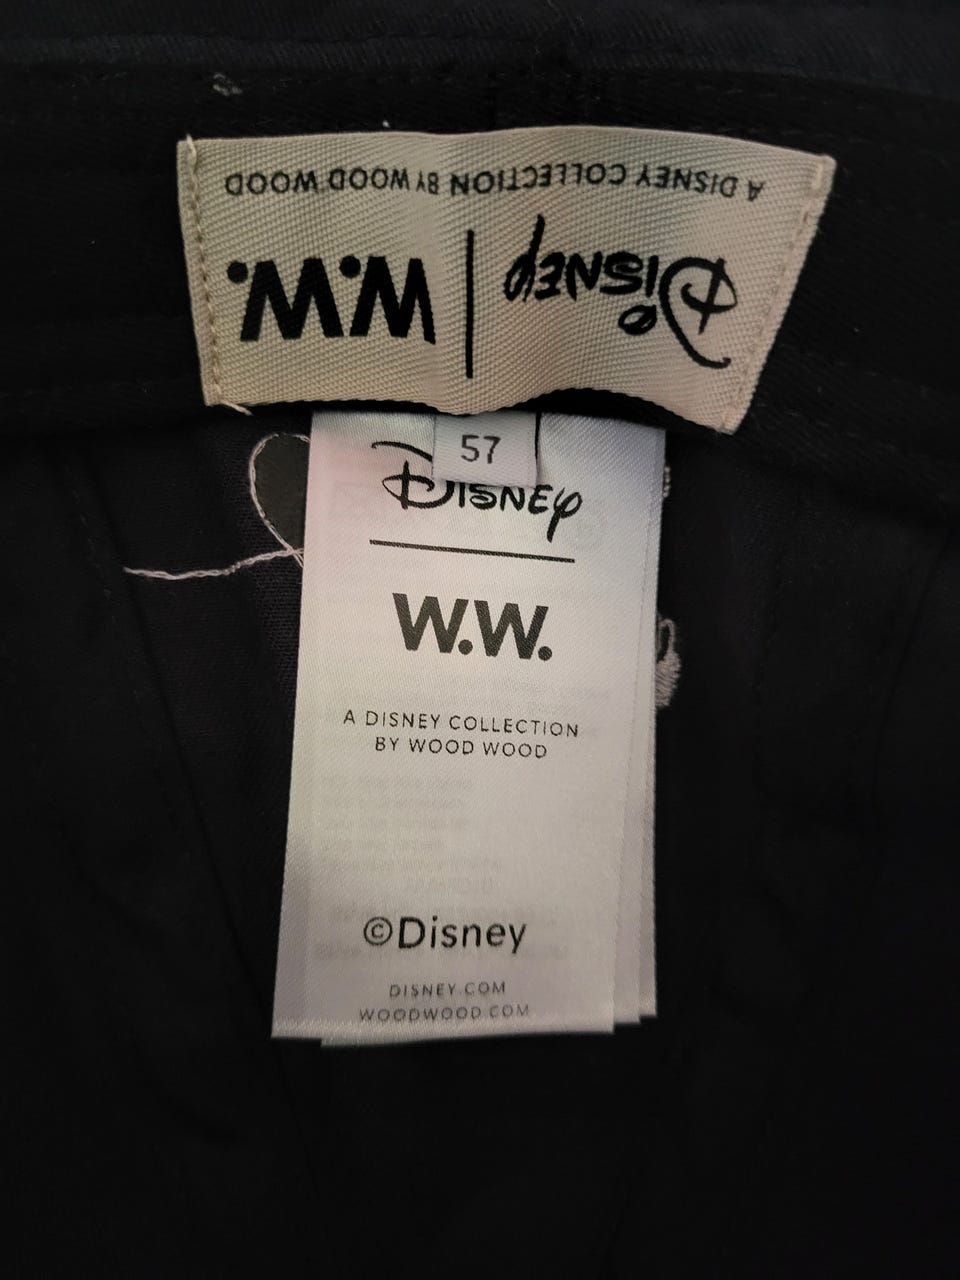 Disney | W.W.
A DISNEY COLLECTION BY WOOD WOOD
57
Disney
W.W.
A DISNEY COLLECTION
BY WOOD WOOD
©Disney
DISNEY.COM
WOODWOOD.COM